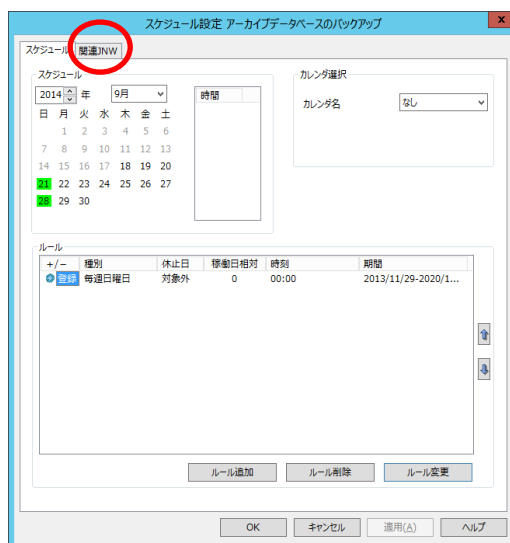 スケジュール設定 アーカイブデータベースのバックアップ
x
スケジュール 関連JNW
スケジュール
2014 年 9月
日 月 火 水 木 金 土
1 2 3 4 5 6
7 8 9 10 11 12 13
14 15 16 17 18 19 20
21 22 23 24 25 26 27
28 29 30
時間
カレンダ選択
カレンダ名 なし
ルール
+/- 種別 休止日 稼働日相対 時刻 期間
登録 毎週日曜日 対象外 0 00:00 2013/11/29-2020/1...
ルール追加 ルール削除 ルール変更
OK キャンセル 適用(A) ヘルプ